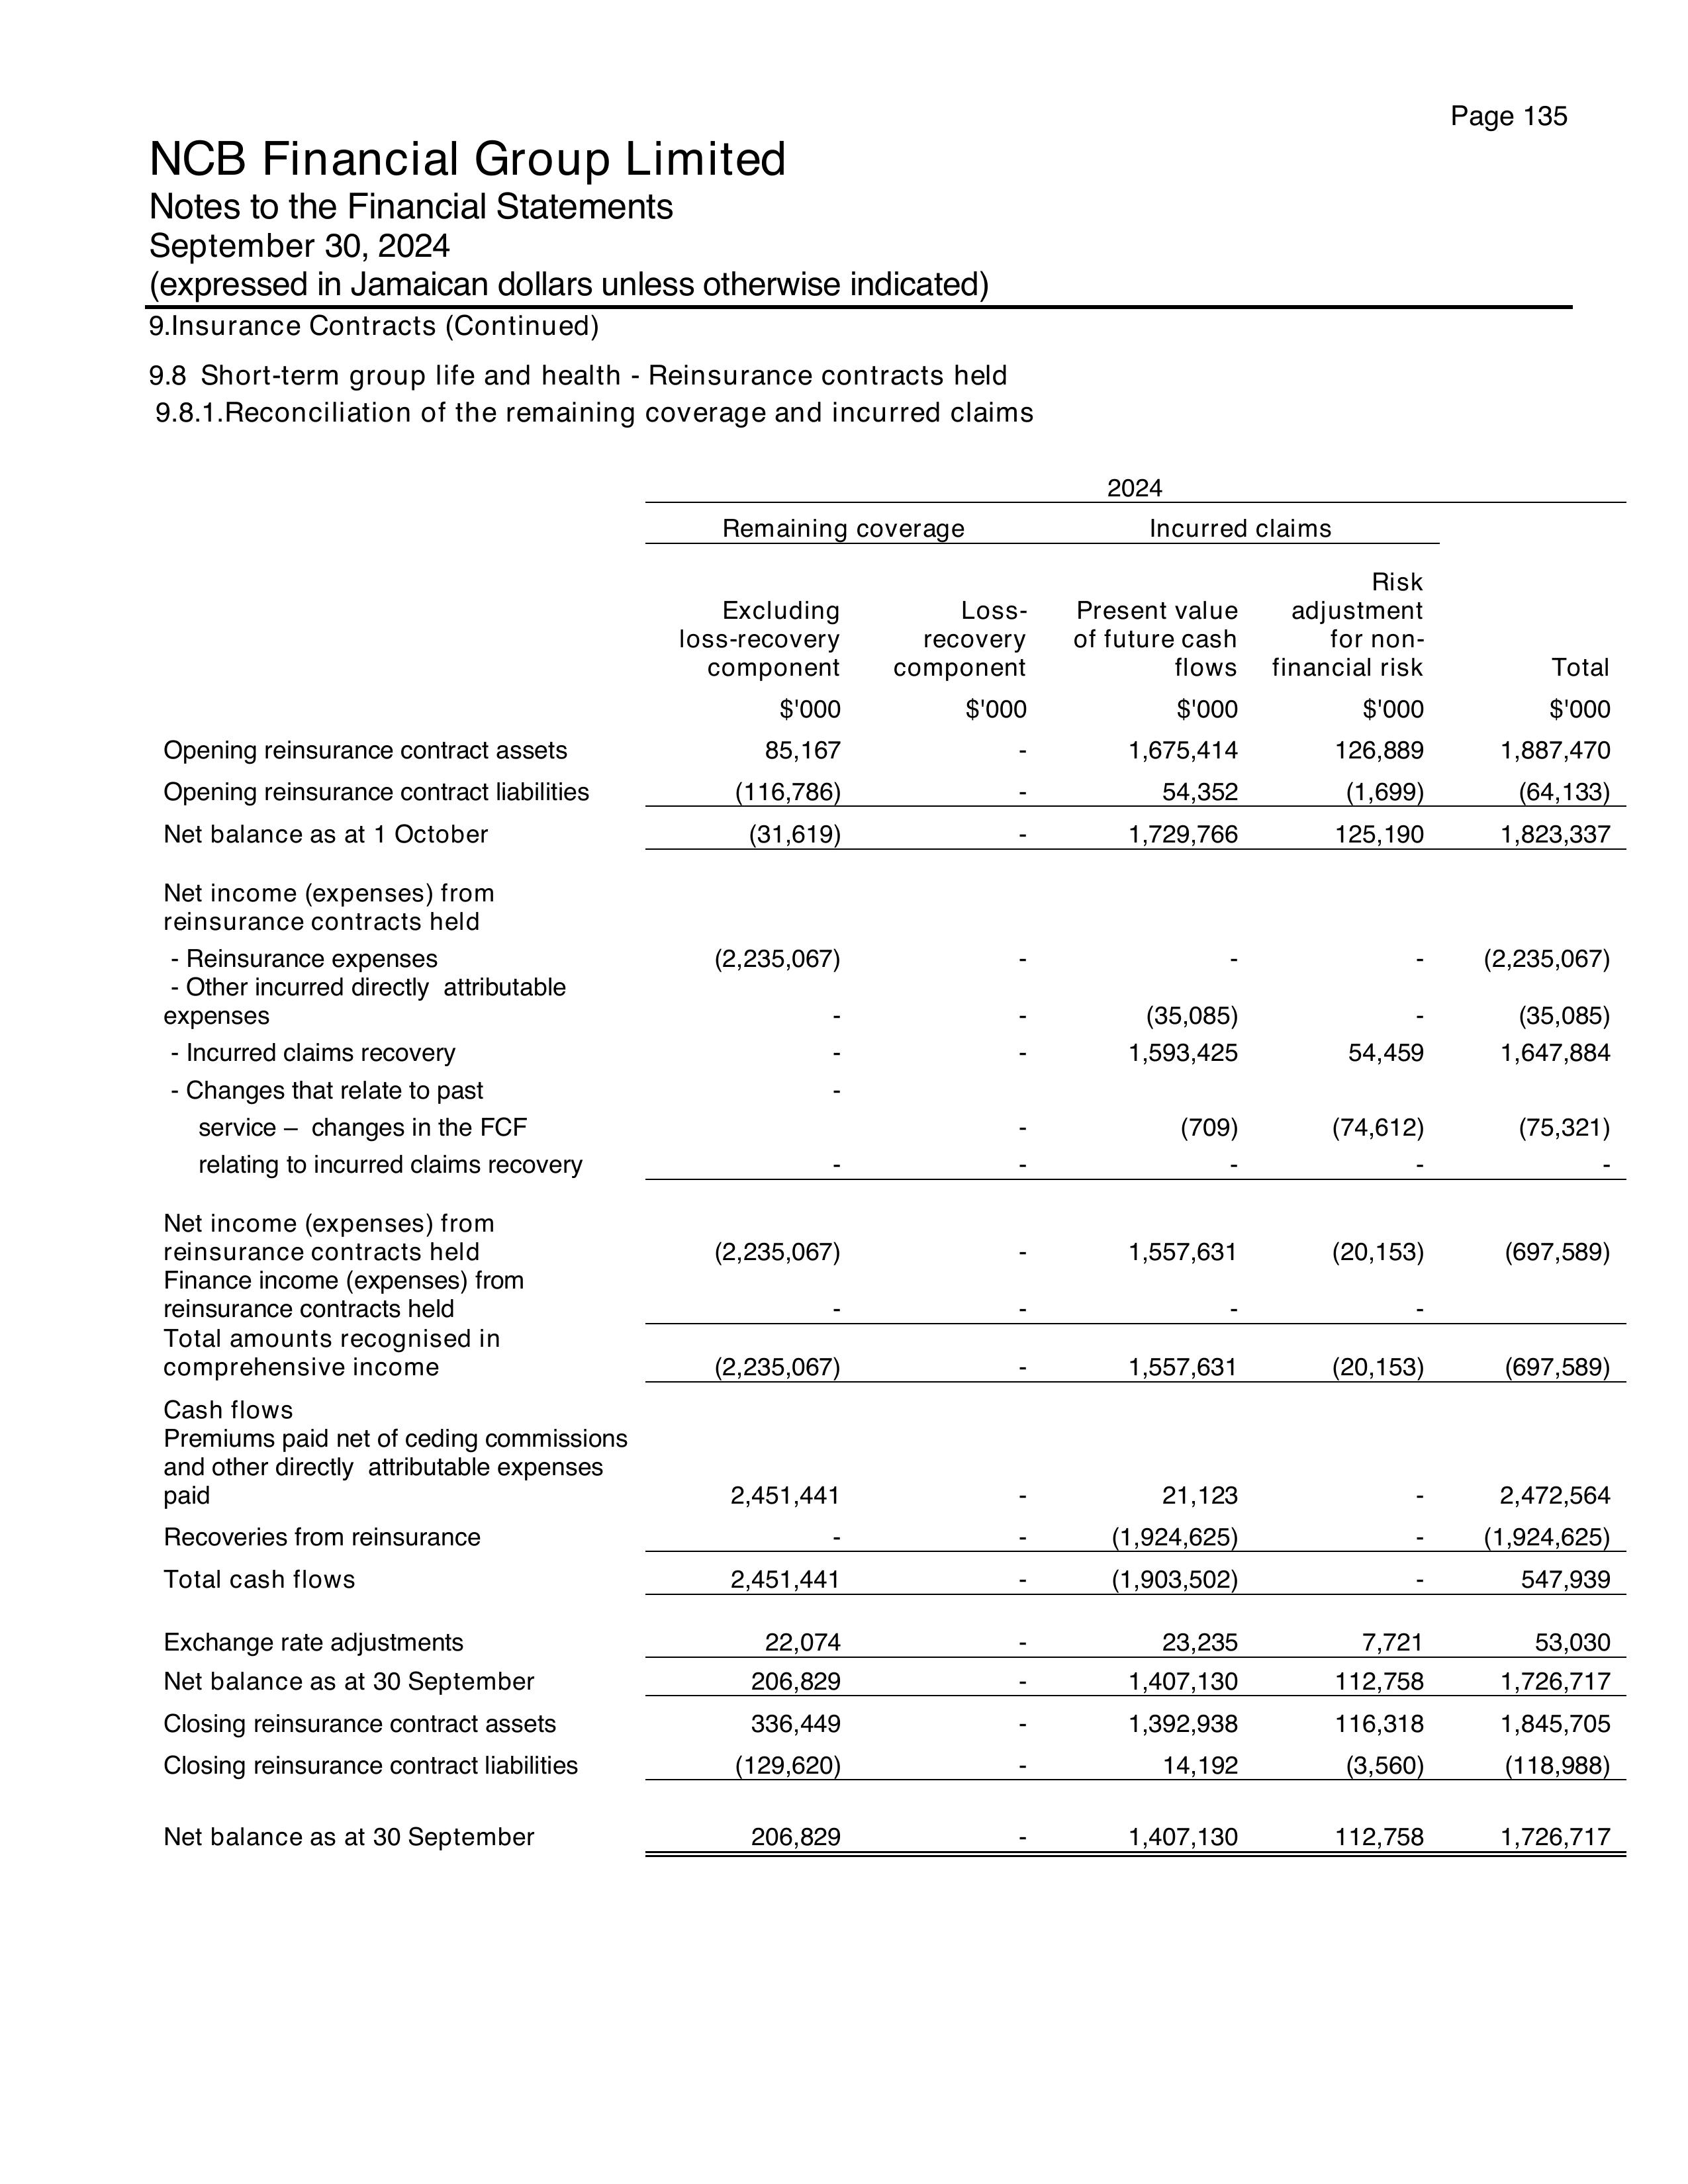 Page 135
NCB Financial Group Limited
Notes to the Financial Statements
September 30, 2024
(expressed in Jamaican dollars unless otherwise indicated)
9.Insurance Contracts (Continued)
9.8 Short-term group life and health - Reinsurance contracts held
9.8.1.Reconciliation of the remaining coverage and incurred claims
2024
Remaining coverage Incurred claims
Risk
Excluding Loss- Present value adjustment
loss-recovery recovery of future cash for non-
component component flows financial risk Total
$'000 $'000 $'000 $'000 $'000
Opening reinsurance contract assets 85,167 - 1,675,414 126,889 1,887,470
Opening reinsurance contract liabilities (116,786) - 54,352 (1,699) (64,133)
Net balance as at 1 October (31,619) - 1,729,766 125,190 1,823,337
Net income (expenses) from
reinsurance contracts held
- Reinsurance expenses (2,235,067) - - - (2,235,067)
- Other incurred directly attributable
expenses - - (35,085) - (35,085)
- Incurred claims recovery - - 1,593,425 54,459 1,647,884
- Changes that relate to past -
service – changes in the FCF - (709) (74,612) (75,321)
relating to incurred claims recovery - - - - -
Net income (expenses) from
reinsurance contracts held (2,235,067) - 1,557,631 (20,153) (697,589)
Finance income (expenses) from
reinsurance contracts held - - - -
Total amounts recognised in
comprehensive income (2,235,067) - 1,557,631 (20,153) (697,589)
Cash flows
Premiums paid net of ceding commissions
and other directly attributable expenses
paid 2,451,441 - 21,123 - 2,472,564
Recoveries from reinsurance - - (1,924,625) - (1,924,625)
Total cash flows 2,451,441 - (1,903,502) - 547,939
Exchange rate adjustments 22,074 - 23,235 7,721 53,030
Net balance as at 30 September 206,829 - 1,407,130 112,758 1,726,717
Closing reinsurance contract assets 336,449 - 1,392,938 116,318 1,845,705
Closing reinsurance contract liabilities (129,620) - 14,192 (3,560) (118,988)
Net balance as at 30 September 206,829 - 1,407,130 112,758 1,726,717